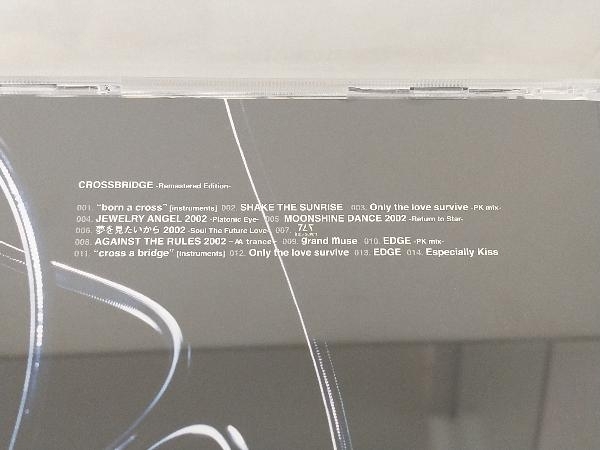 CROSSBRIDGE -Remastered Edition-
001. "born a cross" [instruments] 002. SHAKE THE SUNRISE 003. Only the love survive -PK mix-
004. JEWELRY ANGEL 2002 -Platonic Eye- 005. MOONSHINE DANCE 2002 -Return to Star-
006. 夢を見たいから 2002 -Soul The Future Love- 007.
008. AGAINST THE RULES 2002 - trance- 009. grand Muse 010. EDGE -PK mix-
011. "cross a bridge" [instruments] 012. Only the love survive 013. EDGE 014. Especially Kiss